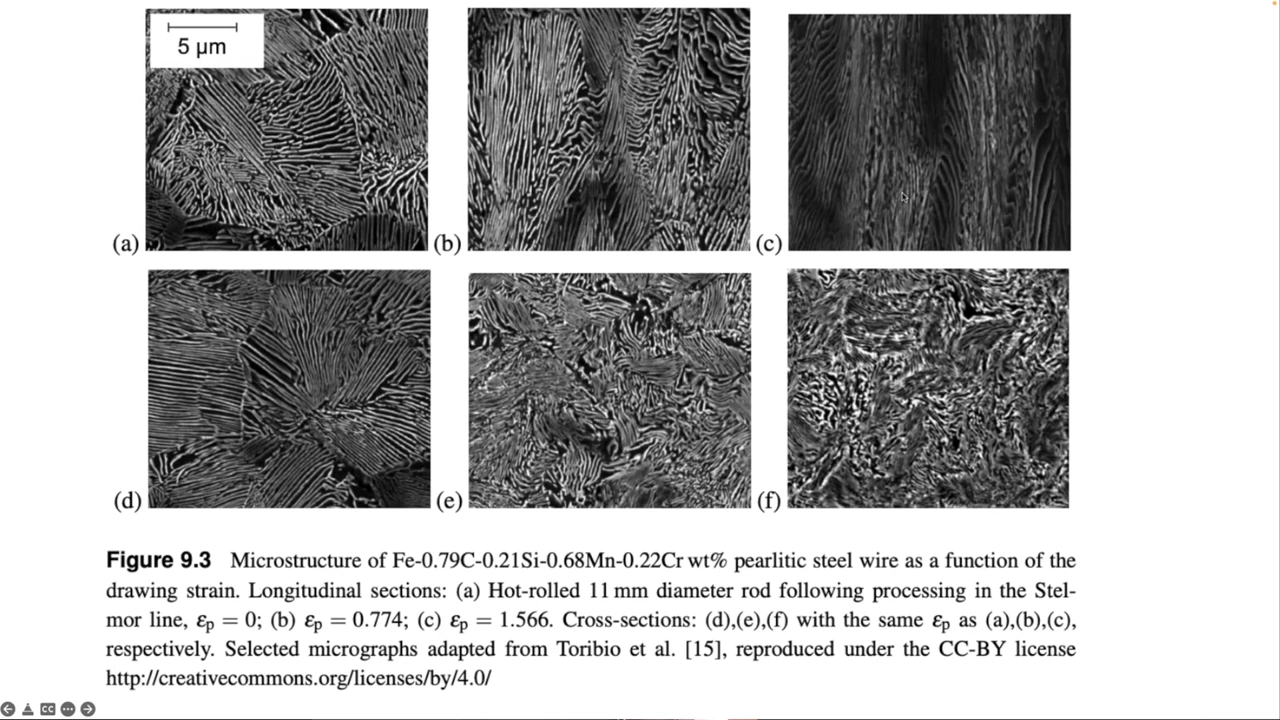 5 µm
(a)
(b)
(c)
(d)
(e)
(f)
Figure 9.3 Microstructure of Fe-0.79C-0.21Si-0.68Mn-0.22Cr wt% pearlitic steel wire as a function of the
drawing strain. Longitudinal sections: (a) Hot-rolled 11 mm diameter rod following processing in the Stel-
mor line, εp = 0; (b) εp = 0.774; (c) εp = 1.566. Cross-sections: (d),(e),(f) with the same εp as (a),(b),(c),
respectively. Selected micrographs adapted from Toribio et al. [15], reproduced under the CC-BY license
http://creativecommons.org/licenses/by/4.0/
CC